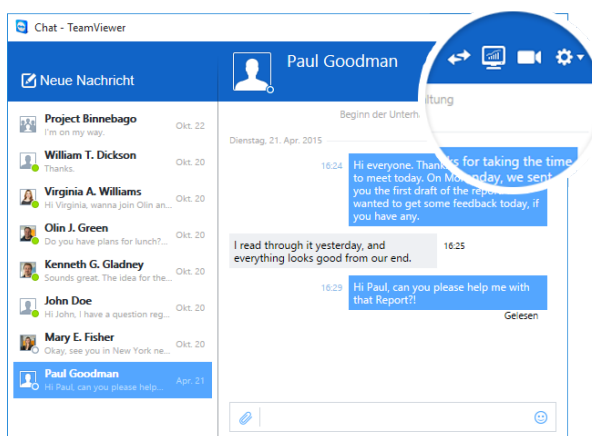 Chat - TeamViewer
Neue Nachricht
Project Binnebago
I'm on my way.
Okt. 22
William T. Dickson
Thanks.
Okt. 20
Virginia A. Williams
Hi Virginia, wanna join Olin an...
Okt. 20
Olin J. Green
Do you have plans for lunch?...
Okt. 20
Kenneth G. Gladney
Sounds great. The idea for the...
Okt. 20
John Doe
Hi John, I have a question reg...
Okt. 20
Mary E. Fisher
Okay, see you in New York ne...
Okt. 20
Paul Goodman
Hi Paul, can you please help...
Apr. 21
Paul Goodman
Beginn der Unterh
altung
Dienstag, 21. Apr. 2015
16:24
Hi everyone. Thanks for taking the time
to meet today. On Monday, we sent
you the first draft of the
wanted to get some feedback today, if
you have any.
I read through it yesterday, and
everything looks good from our end.
16:25
16:29
Hi Paul, can you please help me with
that Report?!
Gelesen